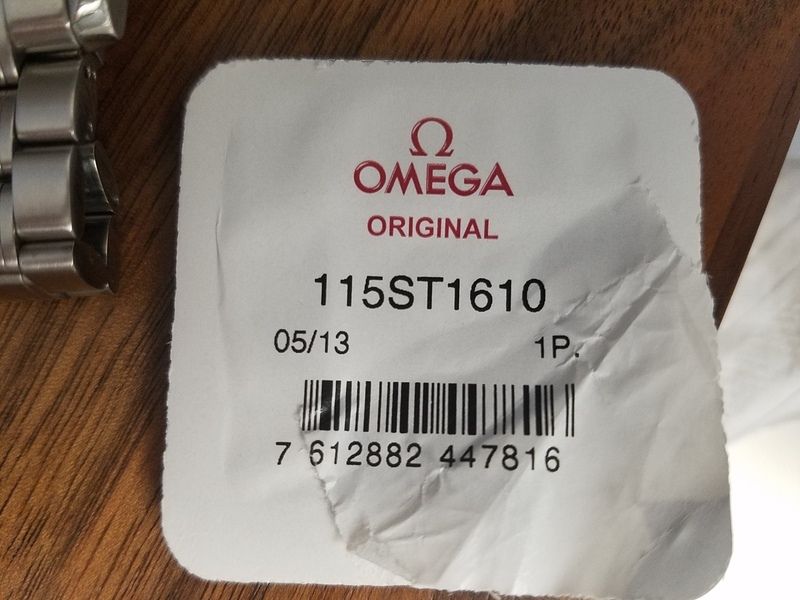 Ω
OMEGA
ORIGINAL
115ST1610
05/13 1P.
7 612882 447816